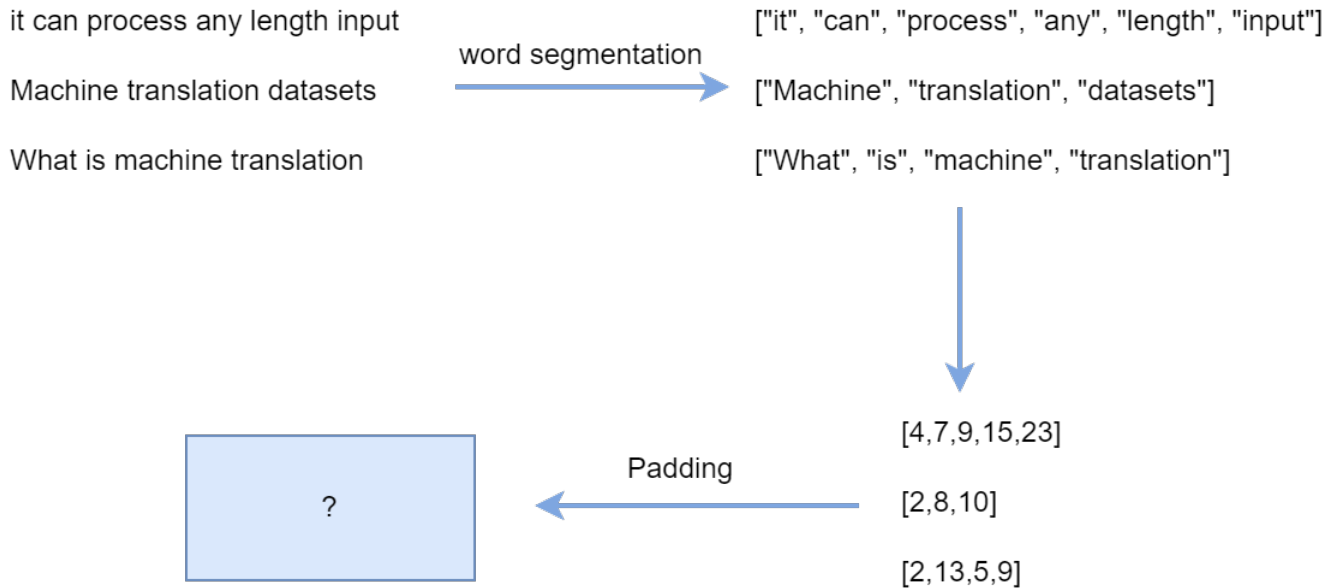 it can process any length input
word segmentation
["it", "can", "process", "any", "length", "input"]
Machine translation datasets
["Machine", "translation", "datasets"]
What is machine translation
["What", "is", "machine", "translation"]
[4,7,9,15,23]
Padding
[2,8,10]
?
[2,13,5,9]